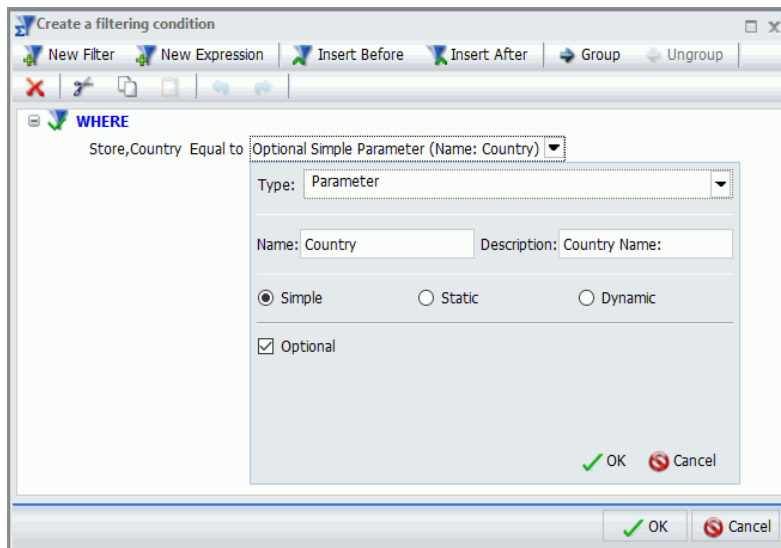 Create a filtering condition
New Filter New Expression Insert Before Insert After Group Ungroup
WHERE
Store,Country Equal to Optional Simple Parameter (Name: Country)
Type: Parameter
Name: Country Description: Country Name:
Simple Static Dynamic
Optional
OK Cancel
OK Cancel